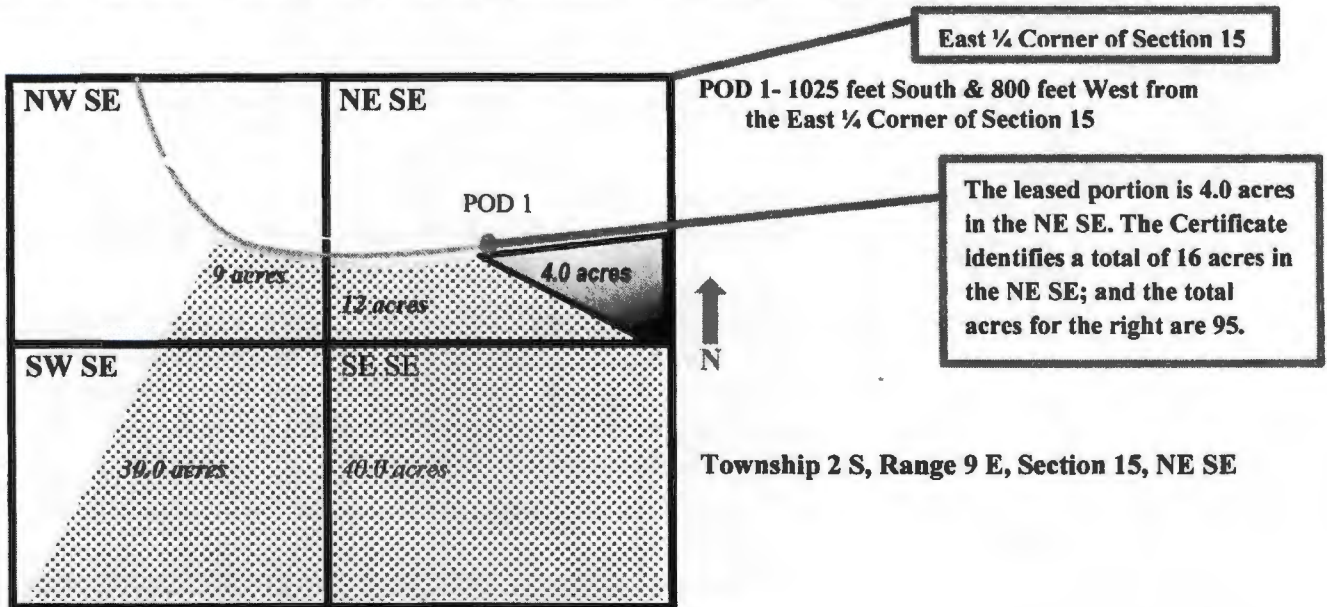 East ¼ Corner of Section 15
NW SE
NE SE
POD 1- 1025 feet South & 800 feet West from
the East ¼ Corner of Section 15
POD 1
The leased portion is 4.0 acres
in the NE SE. The Certificate
identifies a total of 16 acres in
the NE SE; and the total
acres for the right are 95.
9 acres
4.0 acres
12 acres
N
SW SE
SE SE
30.0 acres
40.0 acres
Township 2 S, Range 9 E, Section 15, NE SE